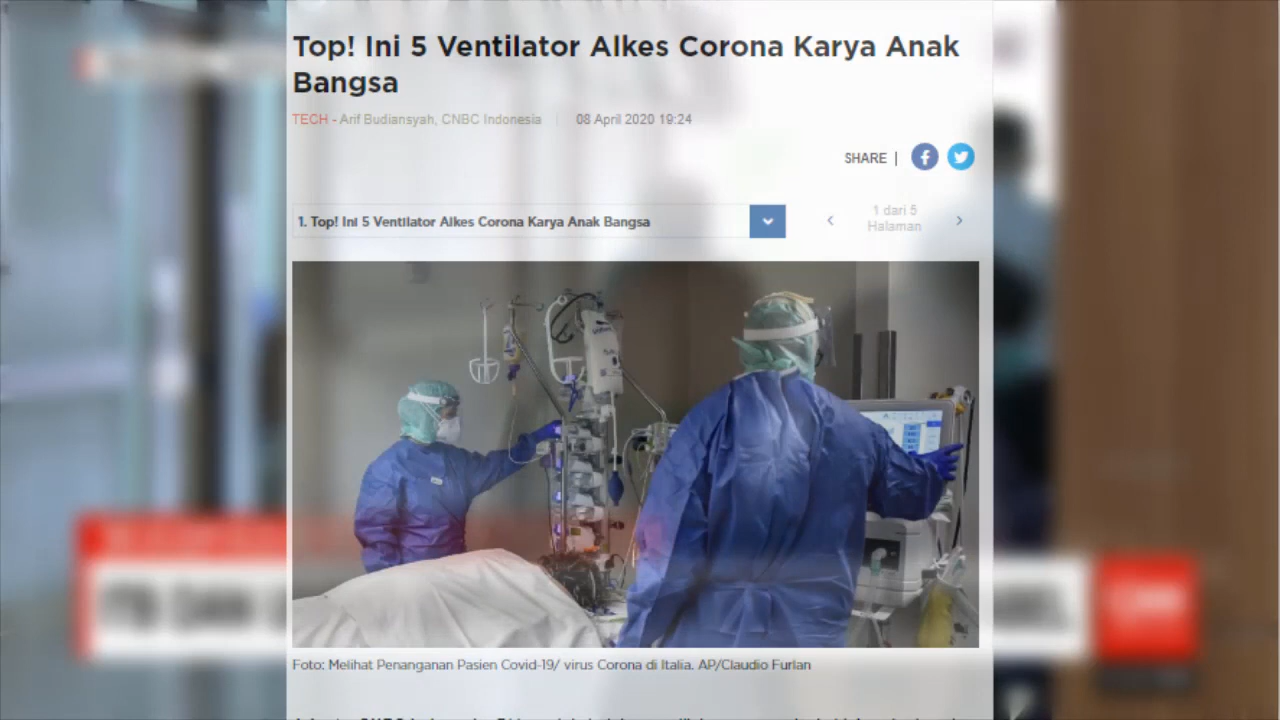 Top! Ini 5 Ventilator Alkes Corona Karya Anak
Bangsa
TECH - Arif Budiansyah, CNBC Indonesia 08 April 2020 19:24
SHARE |
1. Top! Ini 5 Ventilator Alkes Corona Karya Anak Bangsa
1 dari 5
Halaman
Foto: Melihat Penanganan Pasien Covid-19/ virus Corona di Italia. AP/Claudio Furlan